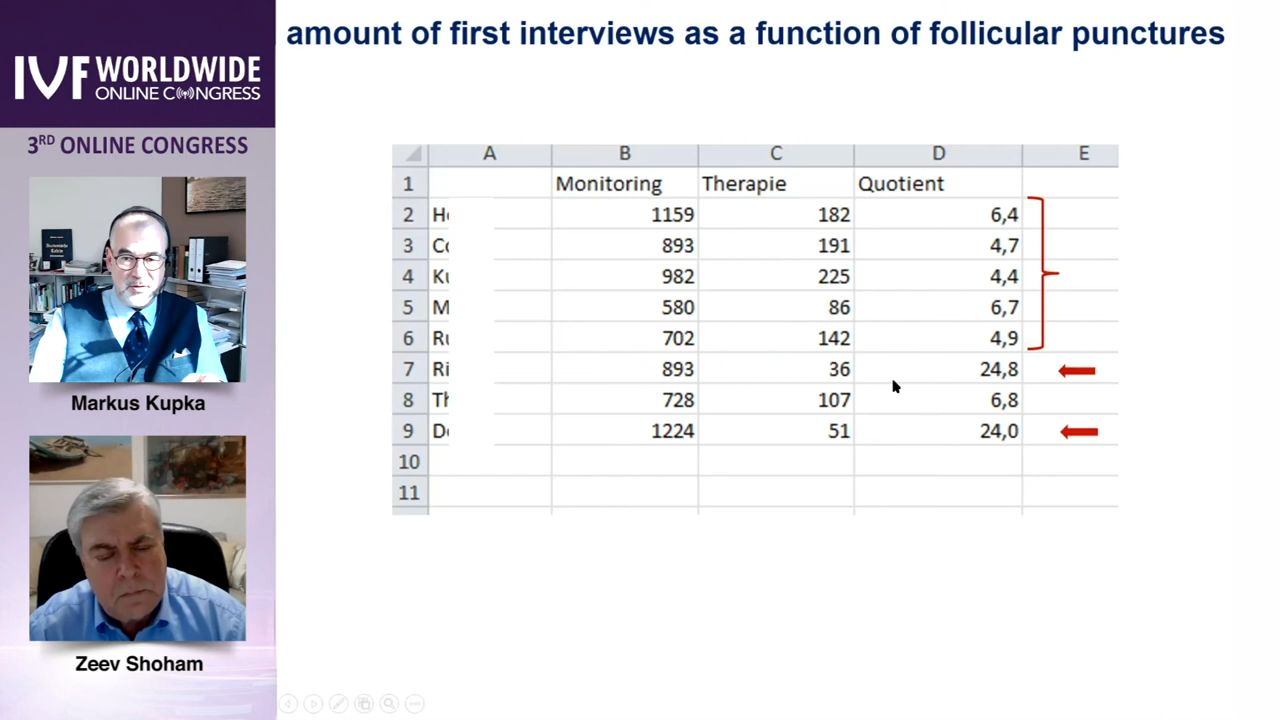 amount of first interviews as a function of follicular punctures
IVF WORLDWIDE
ONLINE CONGRESS
3RD ONLINE CONGRESS
Markus Kupka
Zeev Shoham
A B C D E
1 Monitoring Therapie Quotient
2 1159 182 6,4
3 893 191 4,7
4 982 225 4,4
5 M 580 86 6,7
6 702 142 4,9
7 Ri 893 36 24,8
8 728 107 6,8
9 1224 51 24,0
10
11